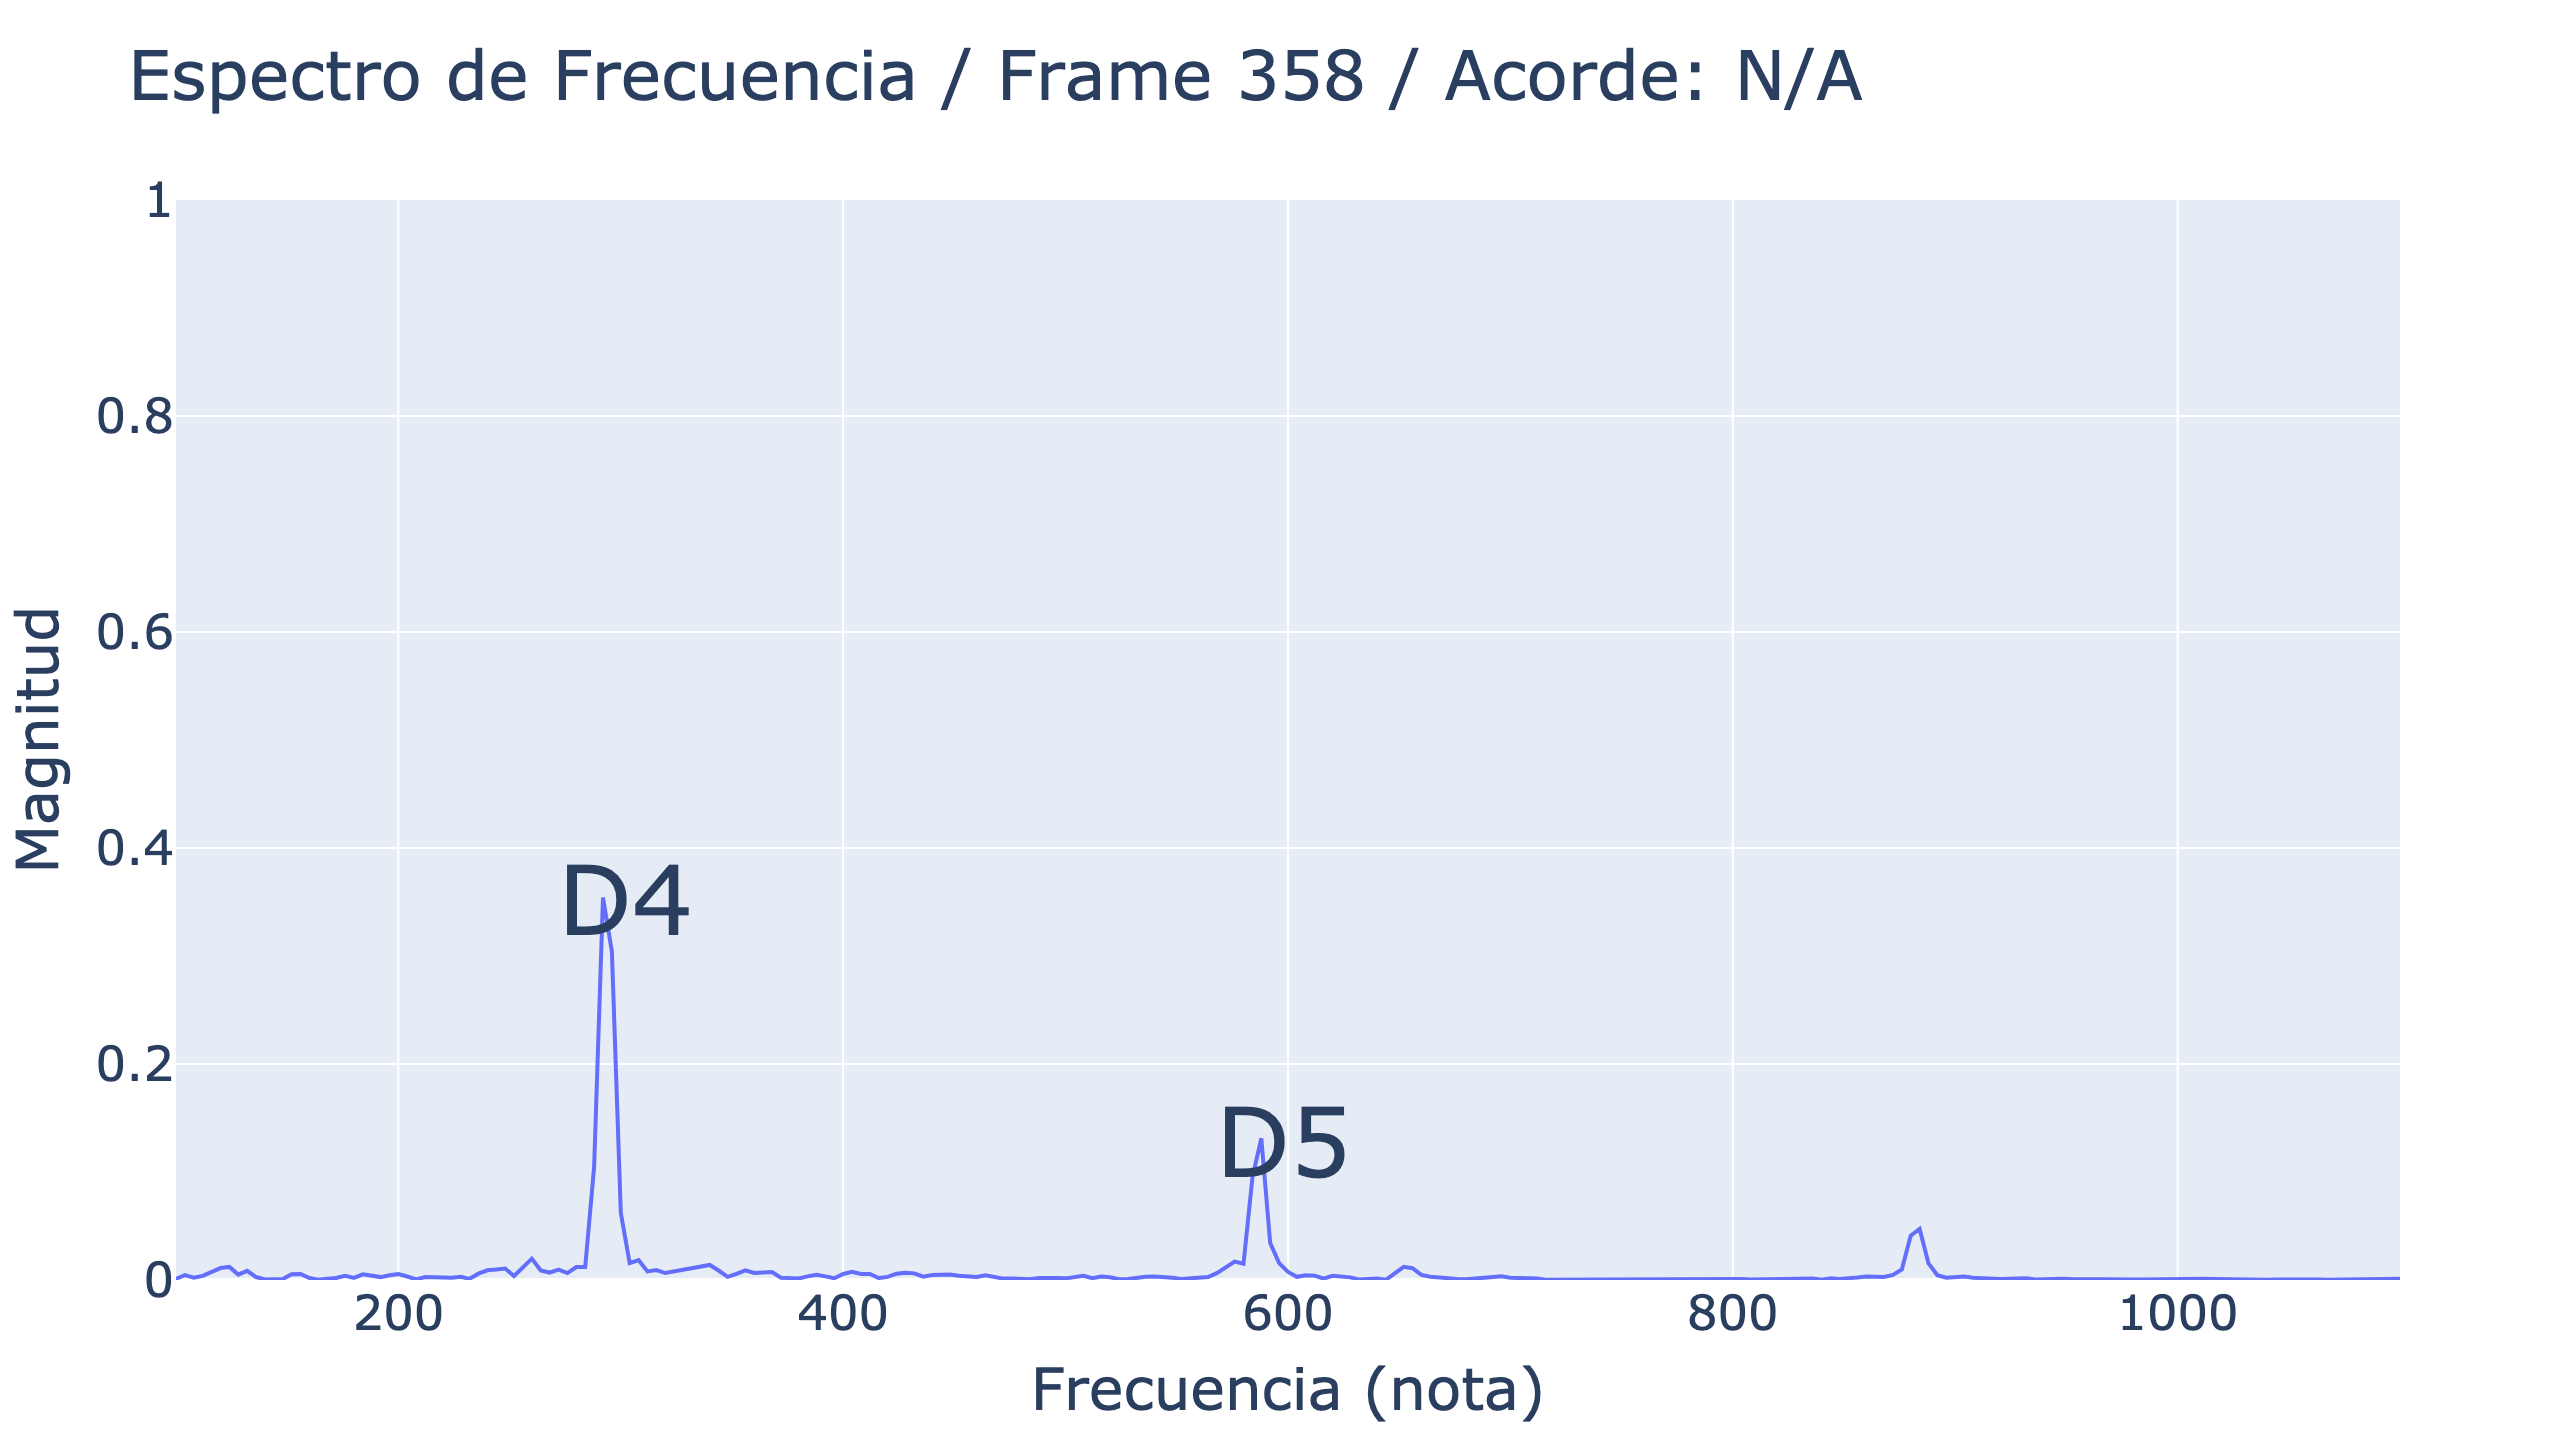 Espectro de Frecuencia / Frame 358 / Acorde: N/A
1
0.8
0.6
0.4
0.2
0
Magnitud
D4
D5
200 400 600 800 1000
Frecuencia (nota)